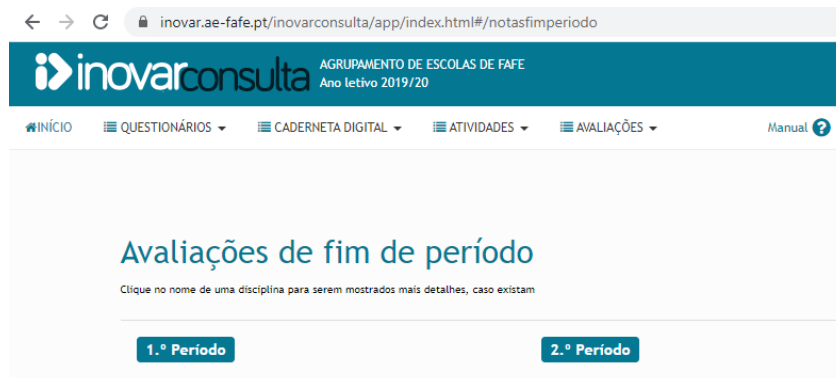 inovar.ae-fafe.pt/inovarconsulta/app/index.html#/notasfimperiodo
inovarconsulta
AGRUPAMENTO DE ESCOLAS DE FAFE
Ano letivo 2019/20
INÍCIO QUESTIONÁRIOS CADERNETA DIGITAL ATIVIDADES AVALIAÇÕES Manual ?
Avaliações de fim de período
Clique no nome de uma disciplina para serem mostrados mais detalhes, caso existam
1.º Período 2.º Período